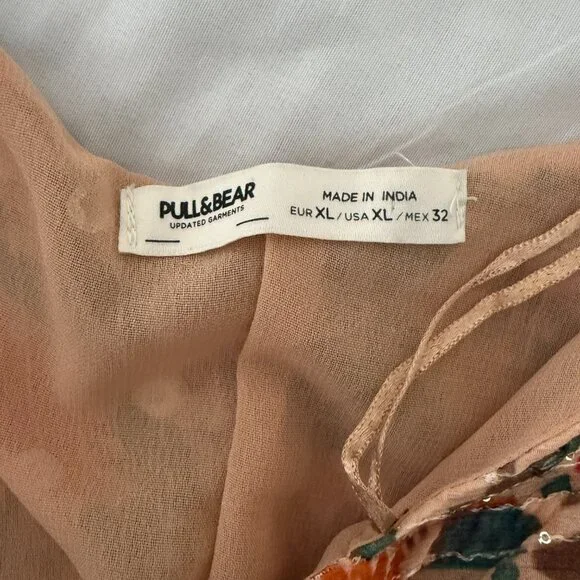 PULL&BEAR
UPDATED GARMENTS
MADE IN INDIA
EUR XL / USA XL / MEX 32